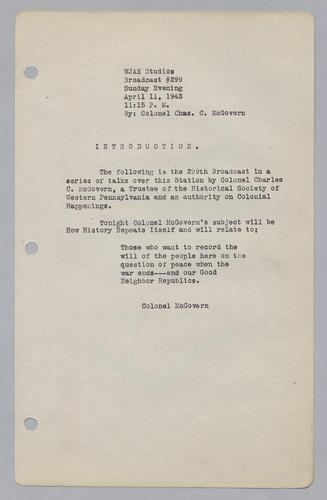 WJAS Studios
Broadcast #299
Sunday Evening
April 11, 1943
11:15 P. M.
By: Colonel Chas. C. McGovern
I N T R O D U C T I O N .
The following is the 299th Broadcast in a
series of talks over this Station by Colonel Charles
C. McGovern, a Trustee of the Historical Society of
Western Pennsylvania and an authority on Colonial
Happenings.
Tonight Colonel McGovern's subject will be
How History Repeats Itself and will relate to;
Those who want to record the
will of the people here on the
question of peace when the
war ends---and our Good
Neighbor Republics.
Colonel McGovern